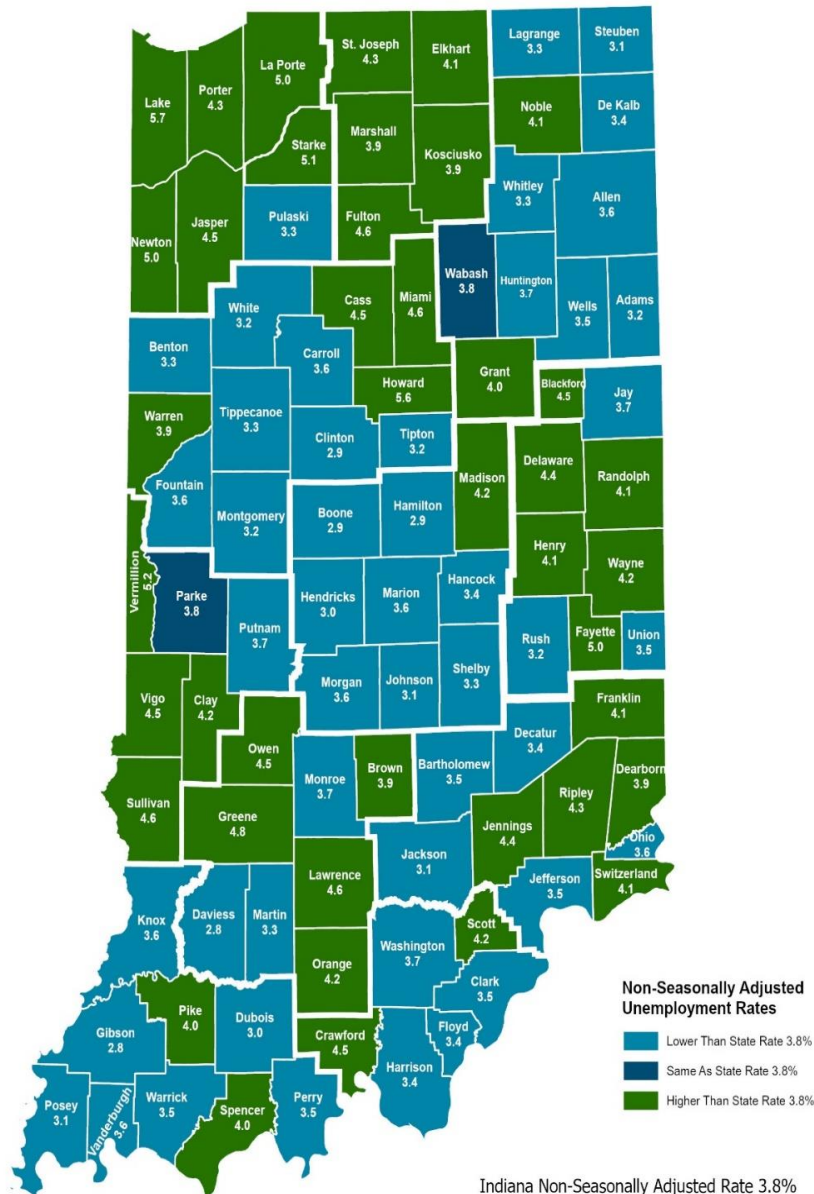 St. Joseph
4.3
Elkhart
4.1
Lagrange
3.3
Steuben
3.1
La Porte
5.0
Porter
4.3
Lake
5.7
Noble
4.1
De Kalb
3.4
Starke
5.1
Marshall
3.9
Kosciusko
3.9
Whitley
3.3
Allen
3.6
Newton
5.0
Jasper
4.5
Pulaski
3.3
Fulton
4.6
Wabash
3.8
Huntington
3.7
Wells
3.5
Adams
3.2
White
3.2
Cass
4.5
Miami
4.6
Benton
3.3
Carroll
3.6
Grant
4.0
Blackford
4.5
Jay
3.7
Howard
5.6
Warren
3.9
Tippecanoe
3.3
Clinton
2.9
Tipton
3.2
Madison
4.2
Delaware
4.4
Randolph
4.1
Fountain
3.6
Montgomery
3.2
Boone
2.9
Hamilton
2.9
Henry
4.1
Wayne
4.2
Vermillion
5.2
Parke
3.8
Putnam
3.7
Hendricks
3.0
Marion
3.6
Hancock
3.4
Rush
3.2
Fayette
5.0
Union
3.5
Vigo
4.5
Clay
4.2
Morgan
3.6
Johnson
3.1
Shelby
3.3
Franklin
4.1
Owen
4.5
Monroe
3.7
Brown
3.9
Bartholomew
3.5
Decatur
3.4
Dearborn
3.9
Ripley
4.3
Sullivan
4.6
Greene
4.8
Jennings
4.4
Ohio
3.6
Jackson
3.1
Lawrence
4.6
Jefferson
3.5
Switzerland
4.1
Knox
3.6
Daviess
2.8
Martin
3.3
Scott
4.2
Washington
3.7
Orange
4.2
Clark
3.5
Pike
4.0
Dubois
3.0
Gibson
2.8
Crawford
4.5
Floyd
3.4
Harrison
3.4
Posey
3.1
Vanderburgh
3.6
Warrick
3.5
Spencer
4.0
Perry
3.5
Non-Seasonally Adjusted
Unemployment Rates
Lower Than State Rate 3.8%
Same As State Rate 3.8%
Higher Than State Rate 3.8%
Indiana Non-Seasonally Adjusted Rate 3.8%